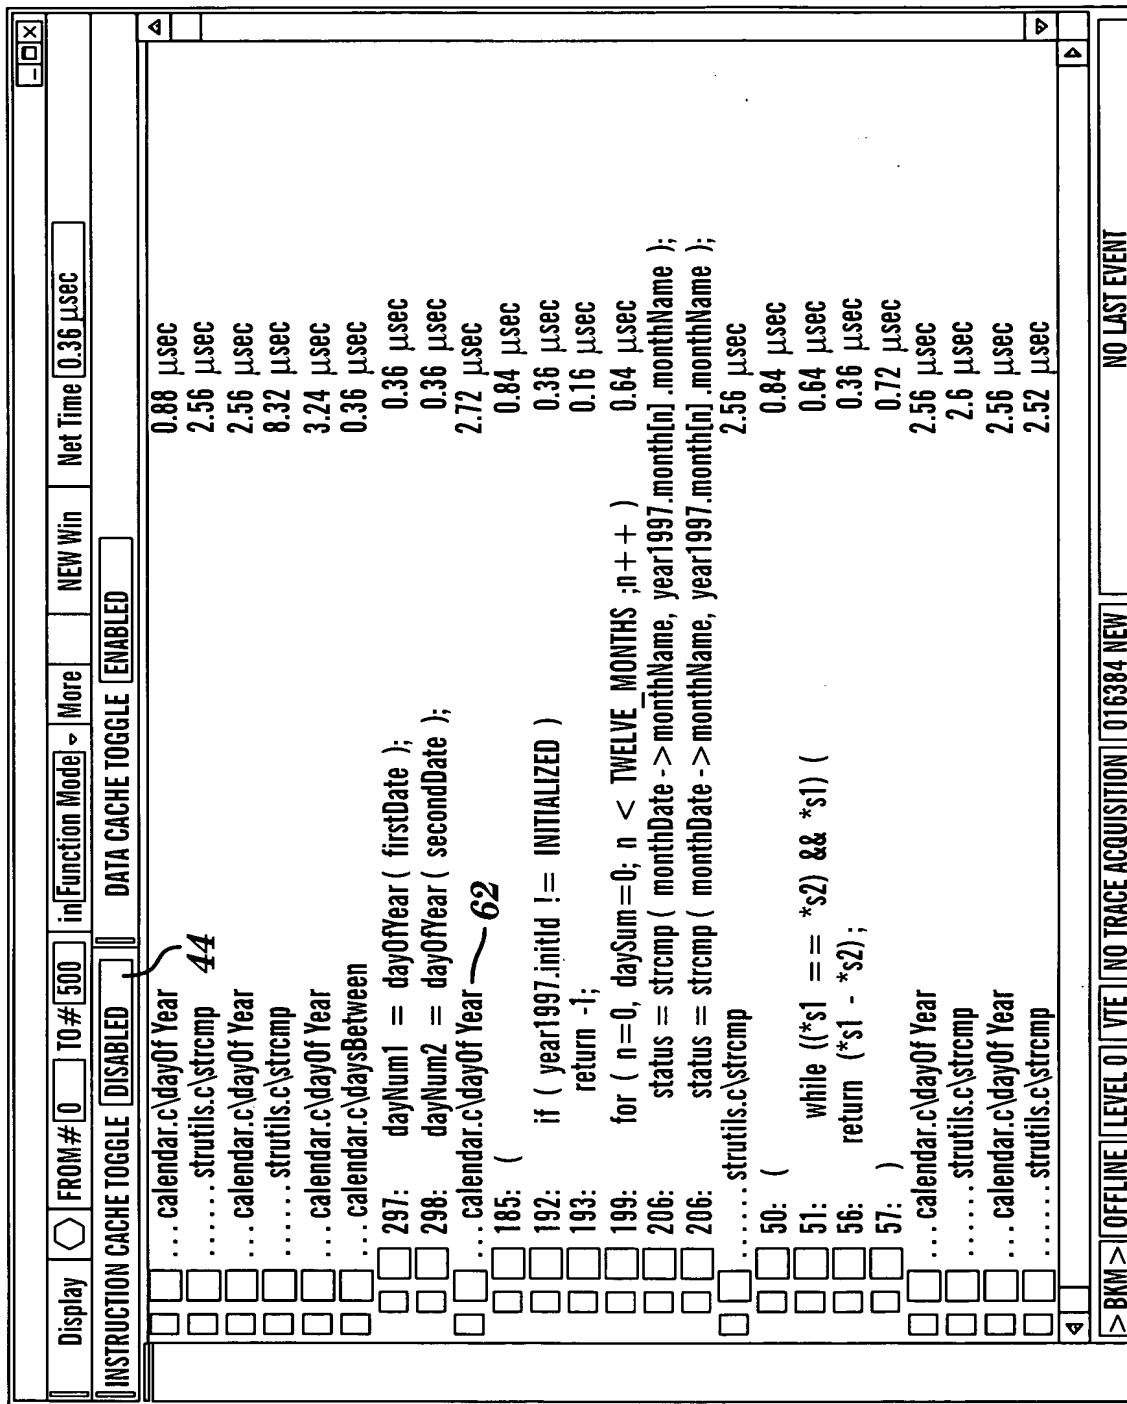 Display FROM# 0 TO# 500 in Function Mode More NEW Win Net Time 0.36 μsec
INSTRUCTION CACHE TOGGLE DISABLED DATA CACHE TOGGLE ENABLED
44
...calendar.c\dayOf Year 0.88 μsec
......strutils.c\strcmp 2.56 μsec
...calendar.c\dayOf Year 2.56 μsec
......strutils.c\strcmp 8.32 μsec
...calendar.c\dayOf Year 3.24 μsec
...calendar.c\daysBetween 0.36 μsec
297: dayNum1 = dayOfYear ( firstDate ); 0.36 μsec
298: dayNum2 = dayOfYear ( secondDate ); 0.36 μsec
....calendar.c\dayOf Year 62 2.72 μsec
185: ( 0.84 μsec
192: if ( year1997.initId != INITIALIZED ) 0.36 μsec
193: return -1; 0.16 μsec
199: for ( n=0, daySum=0; n < TWELVE_MONTHS ;n++ ) 0.64 μsec
206: status = strcmp ( monthDate -> monthName, year1997.month[n] .monthName );
206: status = strcmp ( monthDate -> monthName, year1997.month[n] .monthName );
......strutils.c\strcmp 2.56 μsec
50: ( 0.84 μsec
51: while ((*s1 == *s2) && *s1) ( 0.64 μsec
56: return (*s1 - *s2); 0.36 μsec
57: ) 0.72 μsec
...calendar.c\dayOf Year 2.56 μsec
.....strutils.c\strcmp 2.6 μsec
...calendar.c\dayOf Year 2.56 μsec
.....strutils.c\strcmp 2.52 μsec
> BKM > OFFLINE LEVEL 0 VTE NO TRACE ACQUISITION 016384 NEW NO LAST EVENT